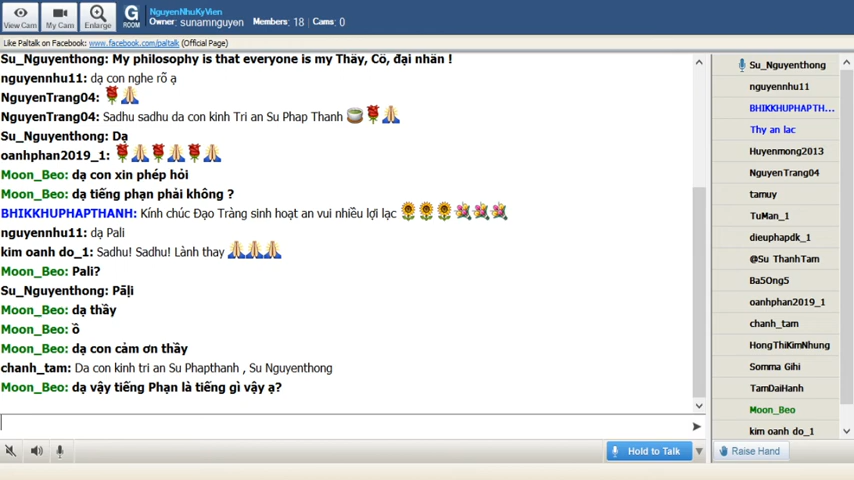 View Cam
My Cam
Enlarge
G
ROOM
NguyenNhuKyVien
Owner: sunamnguyen Members: 18 Cams: 0
Like Paltalk on Facebook: www.facebook.com/paltalk (Official Page)
Su_Nguyenthong: My philosophy is that everyone is my Thầy, Cô, đại nhân !
nguyennhu11: dạ con nghe rõ ạ
NguyenTrang04:
NguyenTrang04: Sadhu sadhu da con kinh Tri an Su Phap Thanh
Su_Nguyenthong: Dạ
oanhphan2019_1:
Moon_Beo: dạ con xin phép hỏi
Moon_Beo: dạ tiếng phạn phải không ?
BHIKKHUPHAPTHANH: Kính chúc Đạo Tràng sinh hoạt an vui nhiều lợi lạc
nguyennhu11: dạ Pali
kim oanh do_1: Sadhu! Sadhu! Lành thay
Moon_Beo: Pali?
Su_Nguyenthong: Pāḷi
Moon_Beo: dạ thầy
Moon_Beo: ồ
Moon_Beo: dạ con cảm ơn thầy
chanh_tam: Da con kinh tri an Su Phapthanh , Su Nguyenthong
Moon_Beo: dạ vậy tiếng Phạn là tiếng gì vậy ạ?
Hold to Talk
Su_Nguyenthong
nguyennhu11
BHIKKHUPHAPTH...
Thy an lac
Huyenmong2013
NguyenTrang04
tamuy
TuMan_1
dieuphapdk_1
@Su ThanhTam
Ba5Ong5
oanhphan2019_1
chanh_tam
HongThiKimNhung
Somma Gihi
TamDaiHanh
Moon_Beo
kim oanh do_1
Raise Hand